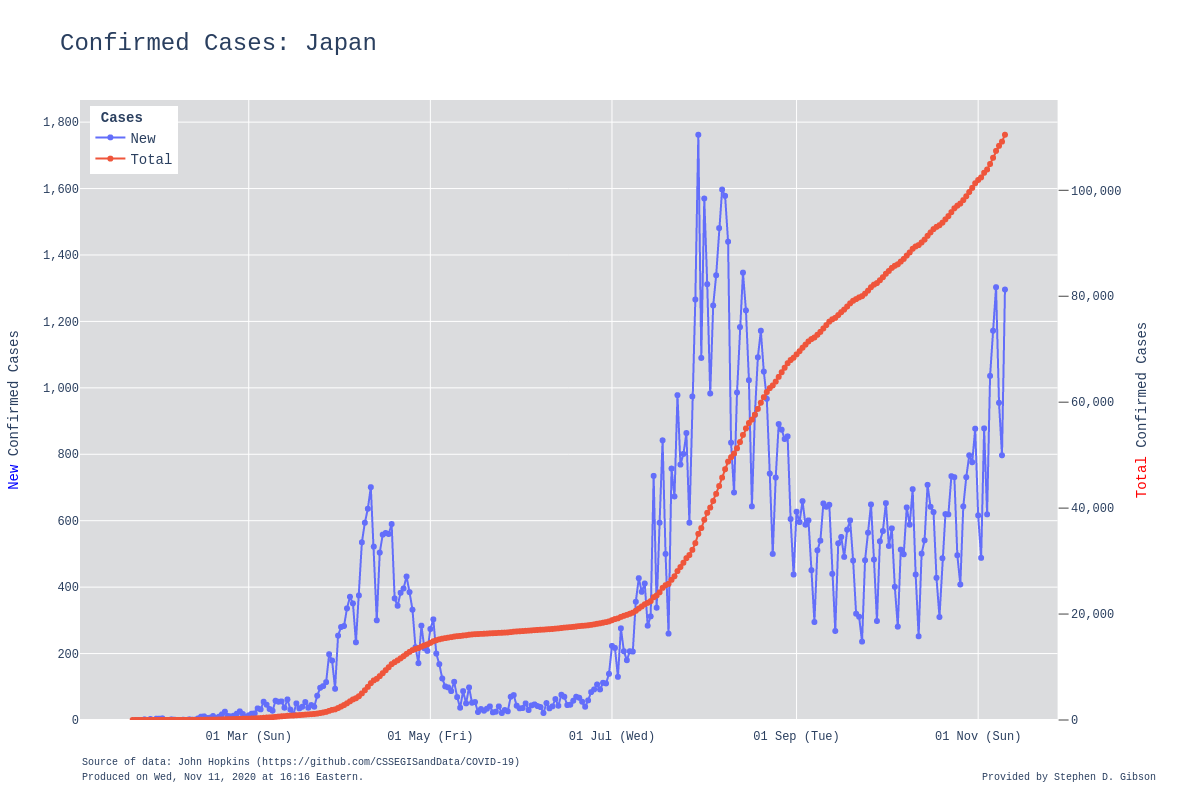 Confirmed Cases: Japan
Cases
New
Total
1,800
1,600
1,400
1,200
1,000
800
600
400
200
0
New Confirmed Cases
100,000
80,000
60,000
40,000
20,000
0
Total Confirmed Cases
01 Mar (Sun)
01 May (Fri)
01 Jul (Wed)
01 Sep (Tue)
01 Nov (Sun)
Source of data: John Hopkins (https://github.com/CSSEGISandData/COVID-19)
Produced on Wed, Nov 11, 2020 at 16:16 Eastern.
Provided by Stephen D. Gibson